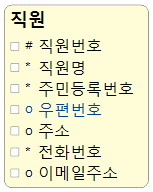 직원
# 직원번호
* 직원명
* 주민등록번호
o 우편번호
o 주소
* 전화번호
o 이메일주소